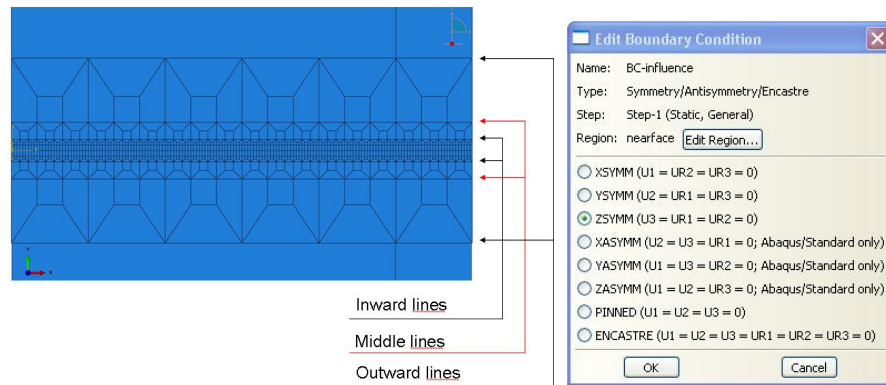 Inward lines
Middle lines
Outward lines
Edit Boundary Condition
Name: BC-influence
Type: Symmetry/Antisymmetry/Encastre
Step: Step-1 (Static, General)
Region: nearface Edit Region...
XSYMM (U1 = UR2 = UR3 = 0)
YSYMM (U2 = UR1 = UR3 = 0)
ZSYMM (U3 = UR1 = UR2 = 0)
XASYMM (U2 = U3 = UR1 = 0; Abaqus/Standard only)
YASYMM (U1 = U3 = UR2 = 0; Abaqus/Standard only)
ZASYMM (U1 = U2 = UR3 = 0; Abaqus/Standard only)
PINNED (U1 = U2 = U3 = 0)
ENCASTRE (U1 = U2 = U3 = UR1 = UR2 = UR3 = 0)
OK Cancel